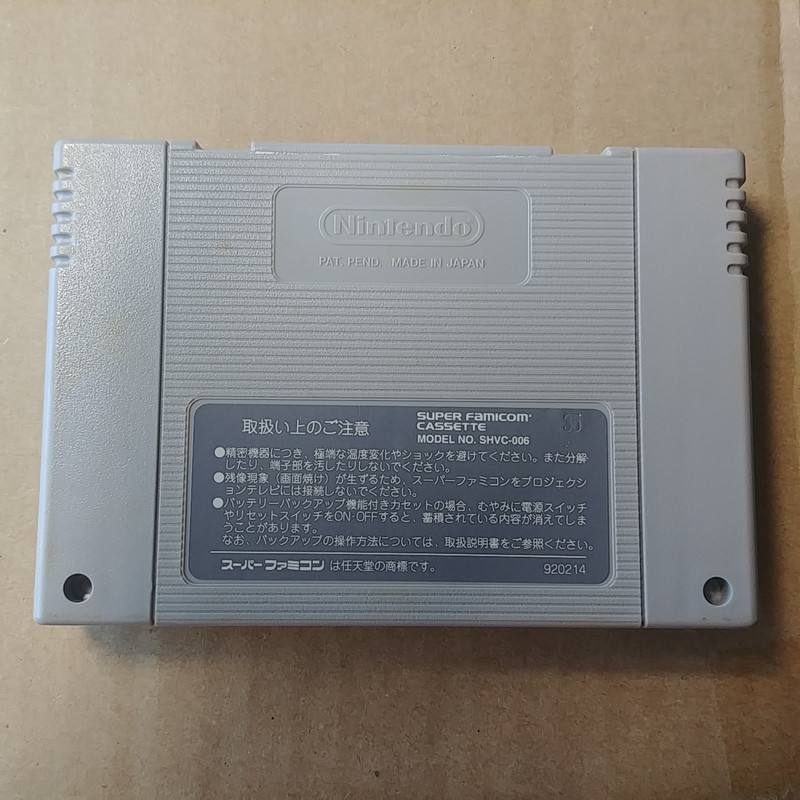 Nintendo
PAT. PEND. MADE IN JAPAN
取扱い上のご注意
SUPER FAMICOM
CASSETTE
MODEL NO. SHVC-006
●精密機器につき、極端な温度変化やショックを避けてください。また分解
したり、端子部を汚したりしないでください。
●残像現象(画面焼け)が生ずるため、スーパーファミコンをプロジェクシ
ョンテレビには接続しないでください。
●バッテリーバックアップ機能付きカセットの場合、むやみに電源スイッチ
やリセットスイッチをON・OFFすると、蓄積されている内容が消えてしま
うことがあります。
なお、バックアップの操作方法については、取扱説明書をご参照ください。
スーパーファミコン は任天堂の商標です。
920214